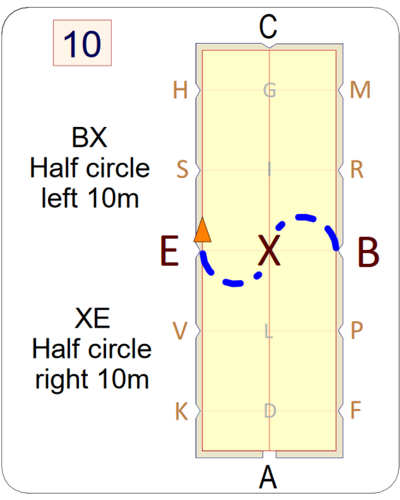 10
C
H G M
BX
Half circle
left 10m
S I R
E X B
XE
Half circle
right 10m
V L P
K D F
A